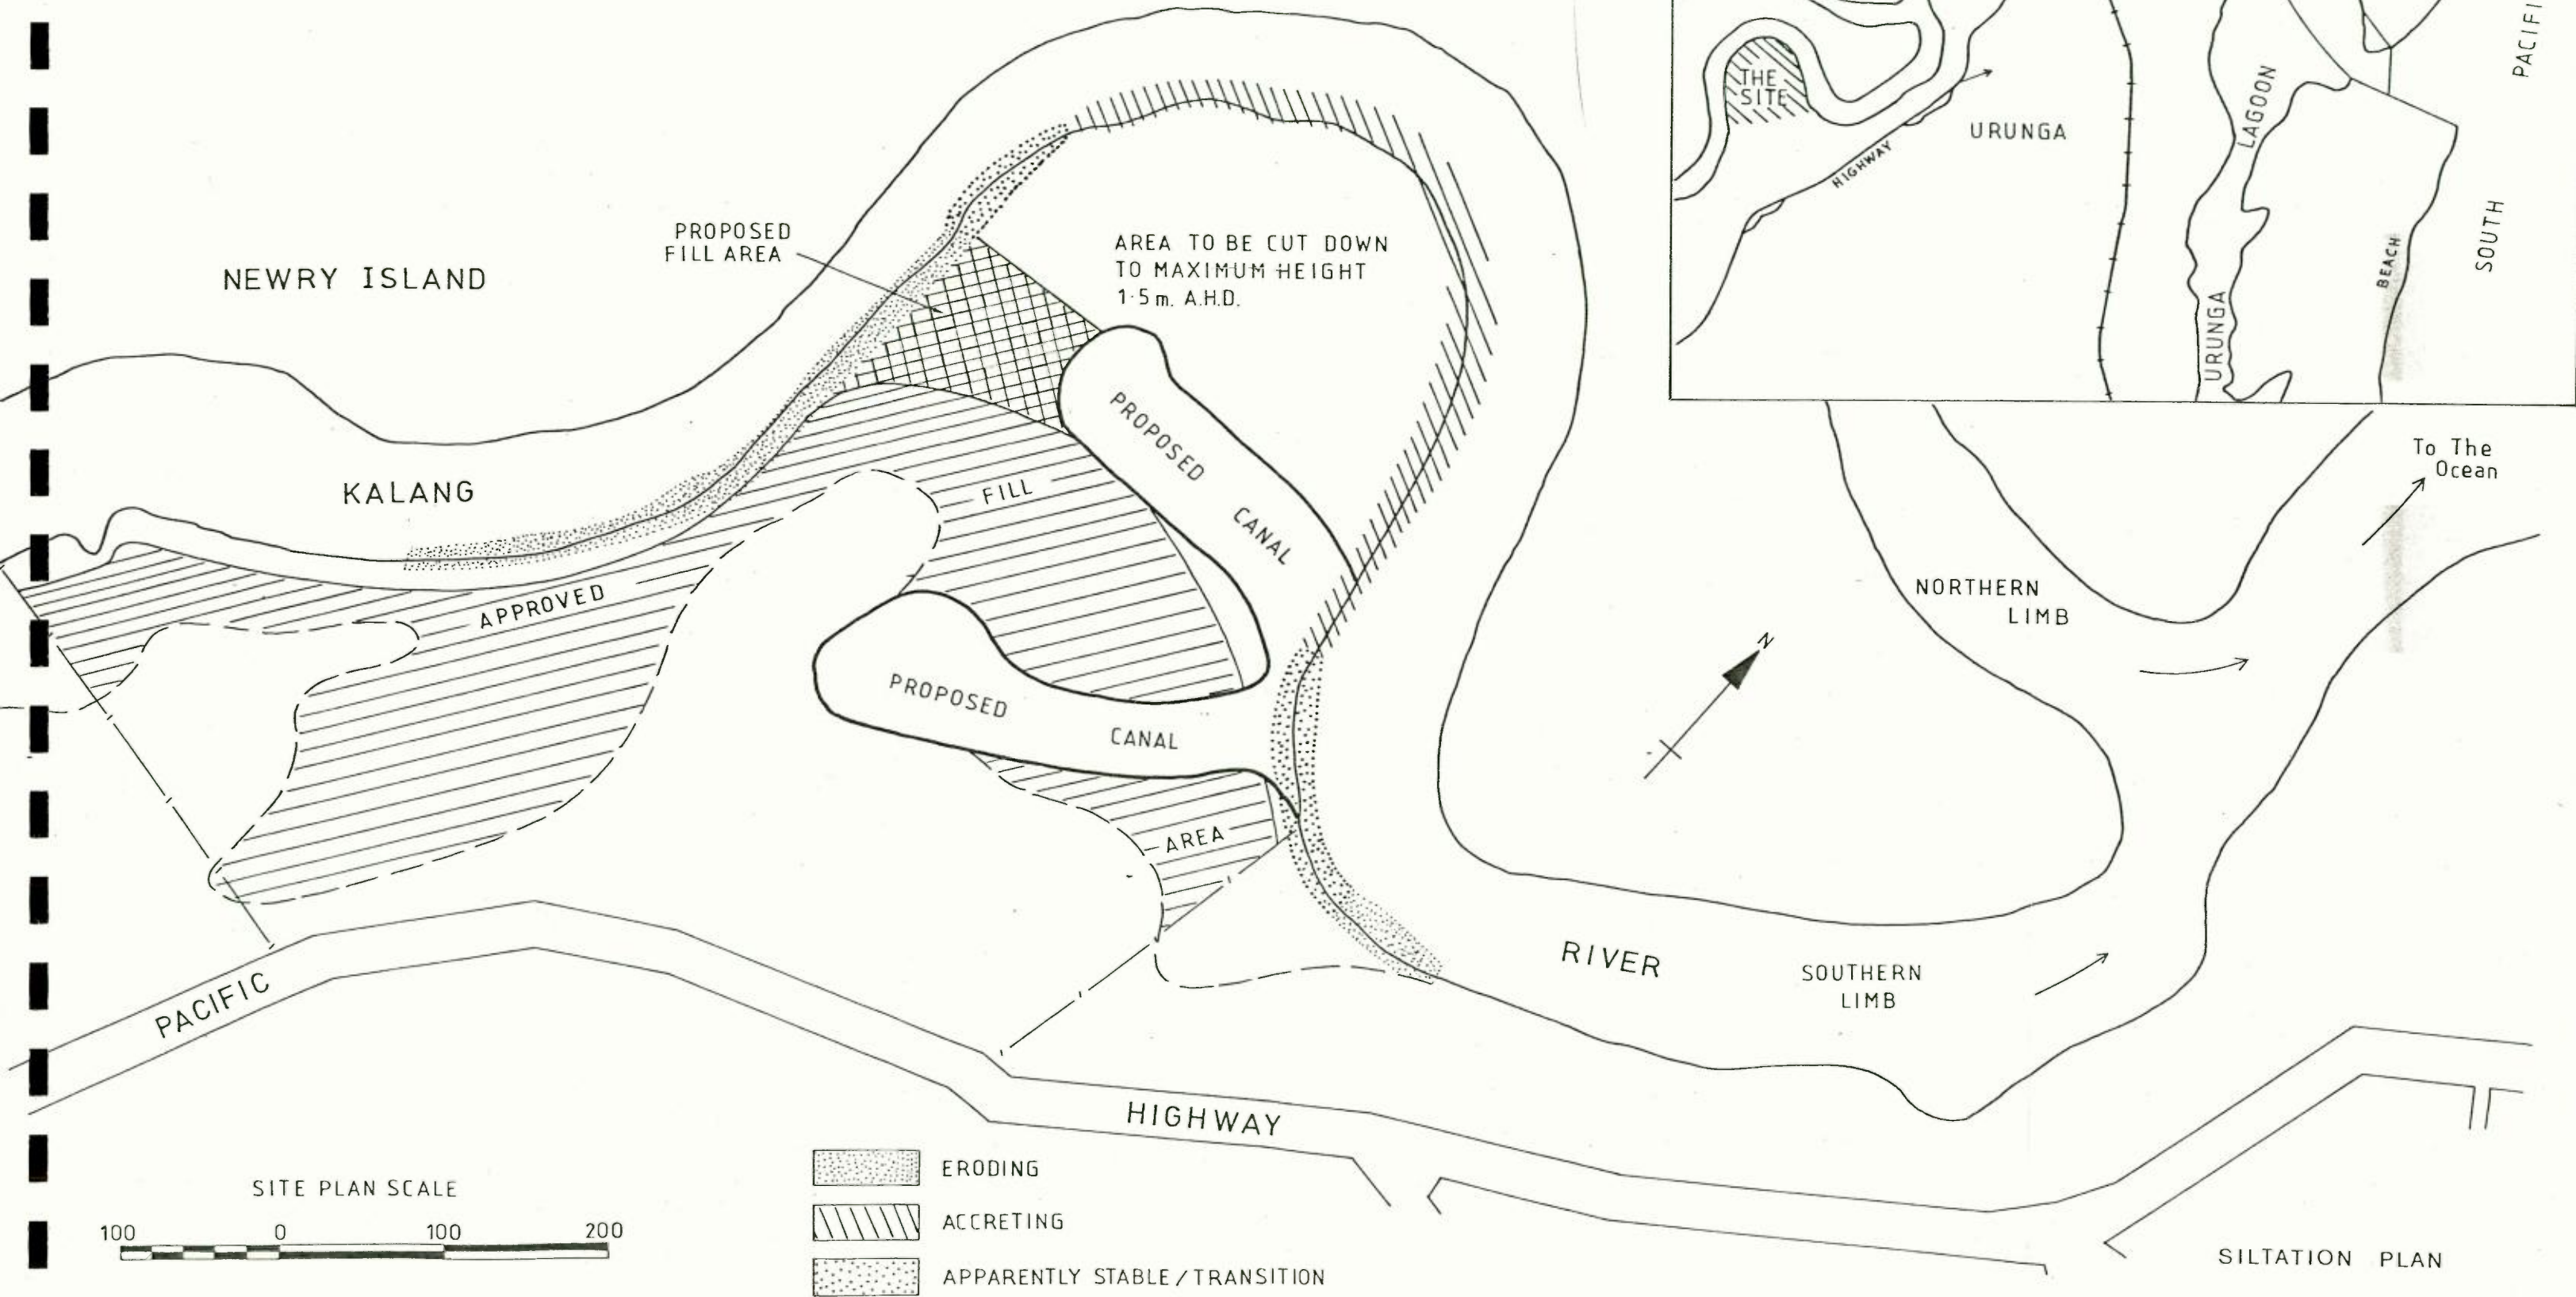 THE
SITE
URUNGA
HIGHWAY
LAGOON
URUNGA
BEACH
SOUTH
NEWRY ISLAND
PROPOSED
FILL AREA
AREA TO BE CUT DOWN
TO MAXIMUM HEIGHT
1·5m. A.H.D.
KALANG
PROPOSED
CANAL
FILL
APPROVED
PROPOSED
CANAL
AREA
To The
Ocean
NORTHERN
LIMB
N
RIVER
SOUTHERN
LIMB
PACIFIC
HIGHWAY
SITE PLAN SCALE
100 0 100 200
ERODING
ACCRETING
APPARENTLY STABLE/TRANSITION
SILTATION PLAN